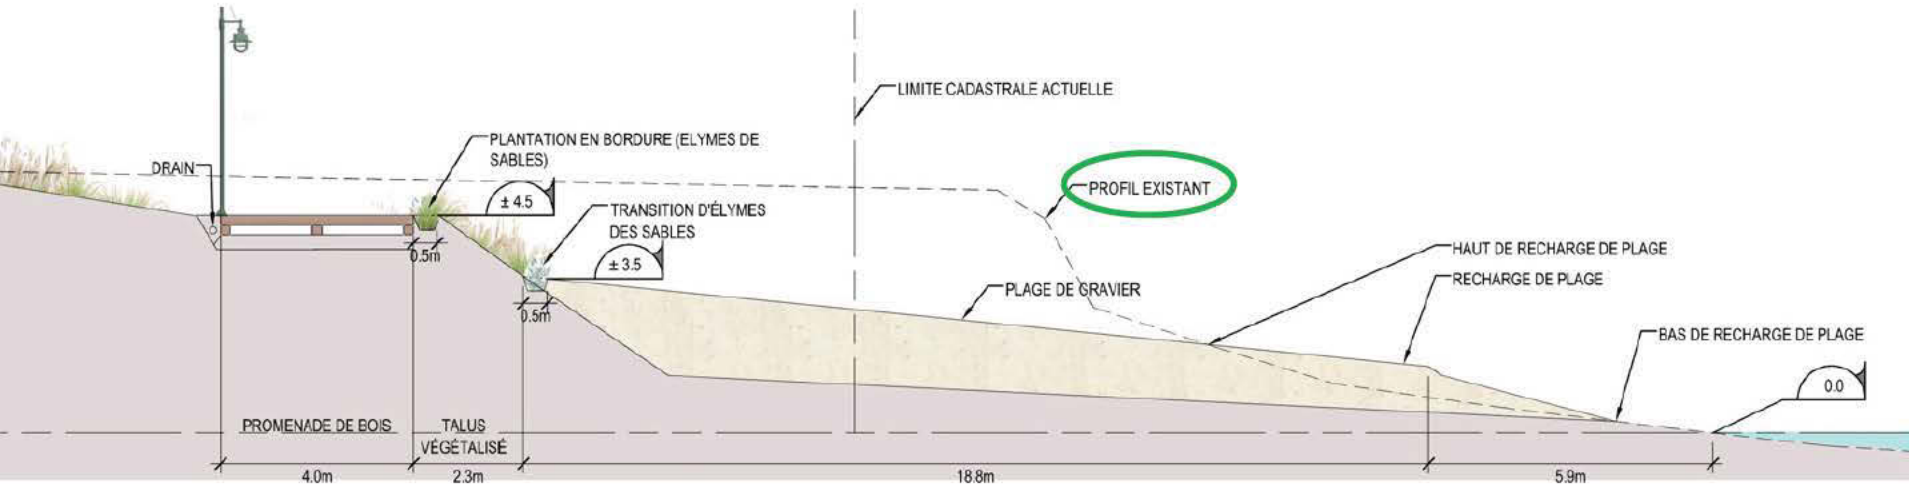 LIMITE CADASTRALE ACTUELLE
PLANTATION EN BORDURE (ELYMES DE
SABLES)
DRAIN
PROFIL EXISTANT
± 4.5
TRANSITION D'ÉLYMES
DES SABLES
HAUT DE RECHARGE DE PLAGE
0.5m
± 3.5
RECHARGE DE PLAGE
PLAGE DE GRAVIER
0.5m
BAS DE RECHARGE DE PLAGE
0.0
PROMENADE DE BOIS
TALUS
VÉGÉTALISÉ
4.0m
2.3m
18.8m
5.9m